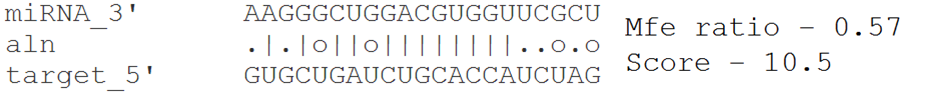 miRNA_3' AAGGGCUGGACGUGGUUCGCU
aln .|.|o||o||||||||..o.o
target_5' GUGCUGAUCUGCACCAUCUAG
Mfe ratio – 0.57
Score – 10.5